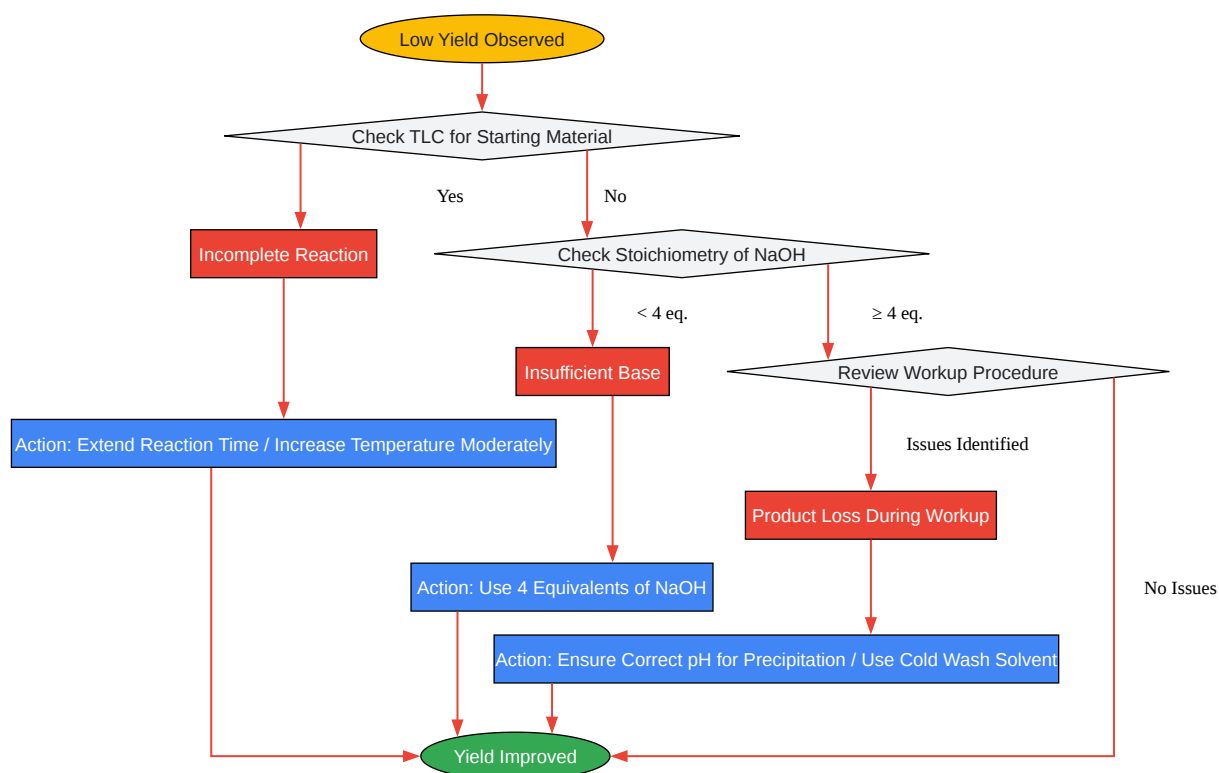 Low Yield Observed
Check TLC for Starting Material
Yes
No
Incomplete Reaction
Check Stoichiometry of NaOH
< 4 eq.
≥ 4 eq.
Insufficient Base
Review Workup Procedure
Action: Extend Reaction Time / Increase Temperature Moderately
Issues Identified
Product Loss During Workup
Action: Use 4 Equivalents of NaOH
No Issues
Action: Ensure Correct pH for Precipitation / Use Cold Wash Solvent
Yield Improved